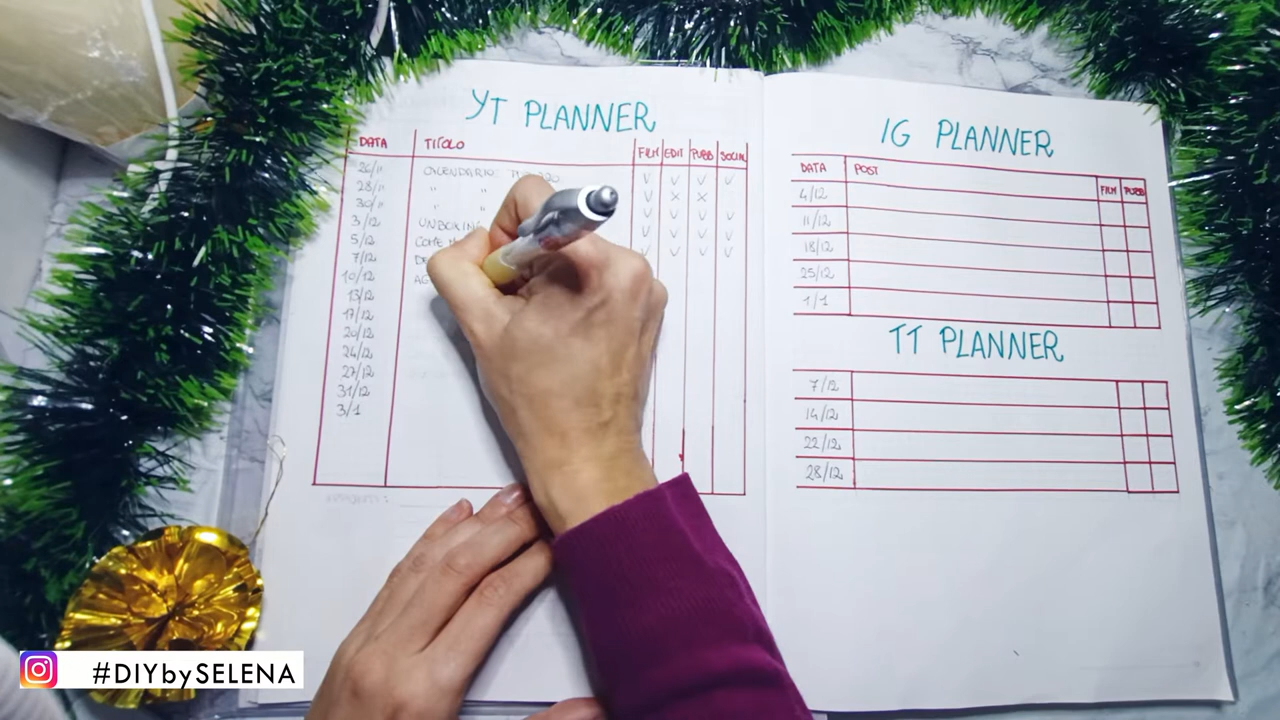 YT PLANNER
DATA TITOLO FILM EDIT PUBB SOCIAL
26/11 CALENDARIO V V V V
28/11 " " V X X
30/11 " " V V V V
3/12 UNBOXING V V V V
5/12 COME V V V V
7/12
10/12
13/12
17/12
20/12
24/12
27/12
31/12
3/1
IG PLANNER
DATA POST FILM PUBB
4/12
11/12
18/12
25/12
1/1
TT PLANNER
7/12
14/12
22/12
28/12
#DIYbySELENA